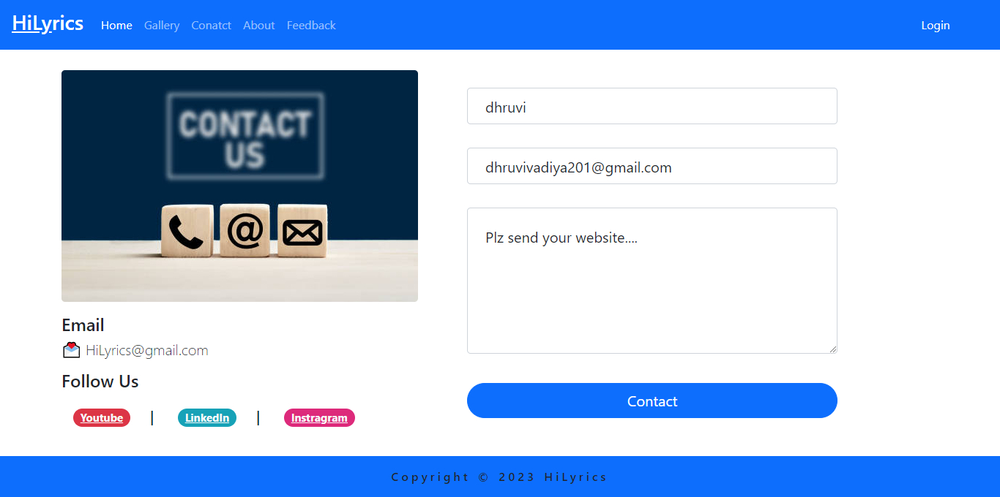 HiLyrics Home Gallery Conatct About Feedback Login
CONTACT
US
@
Email
HiLyrics@gmail.com
Follow Us
Youtube | LinkedIn | Instragram
dhruvi
dhruvivadiya201@gmail.com
Plz send your website....
Contact
Copyright © 2023 HiLyrics